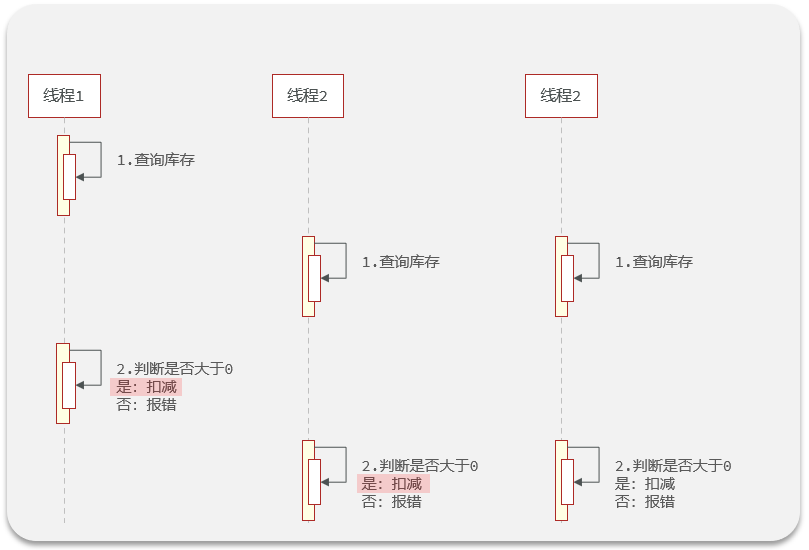 线程1
线程2
线程2
1.查询库存
1.查询库存
1.查询库存
2.判断是否大于0
是: 扣减
否: 报错
2.判断是否大于0
是: 扣减
否: 报错
2.判断是否大于0
是: 扣减
否: 报错